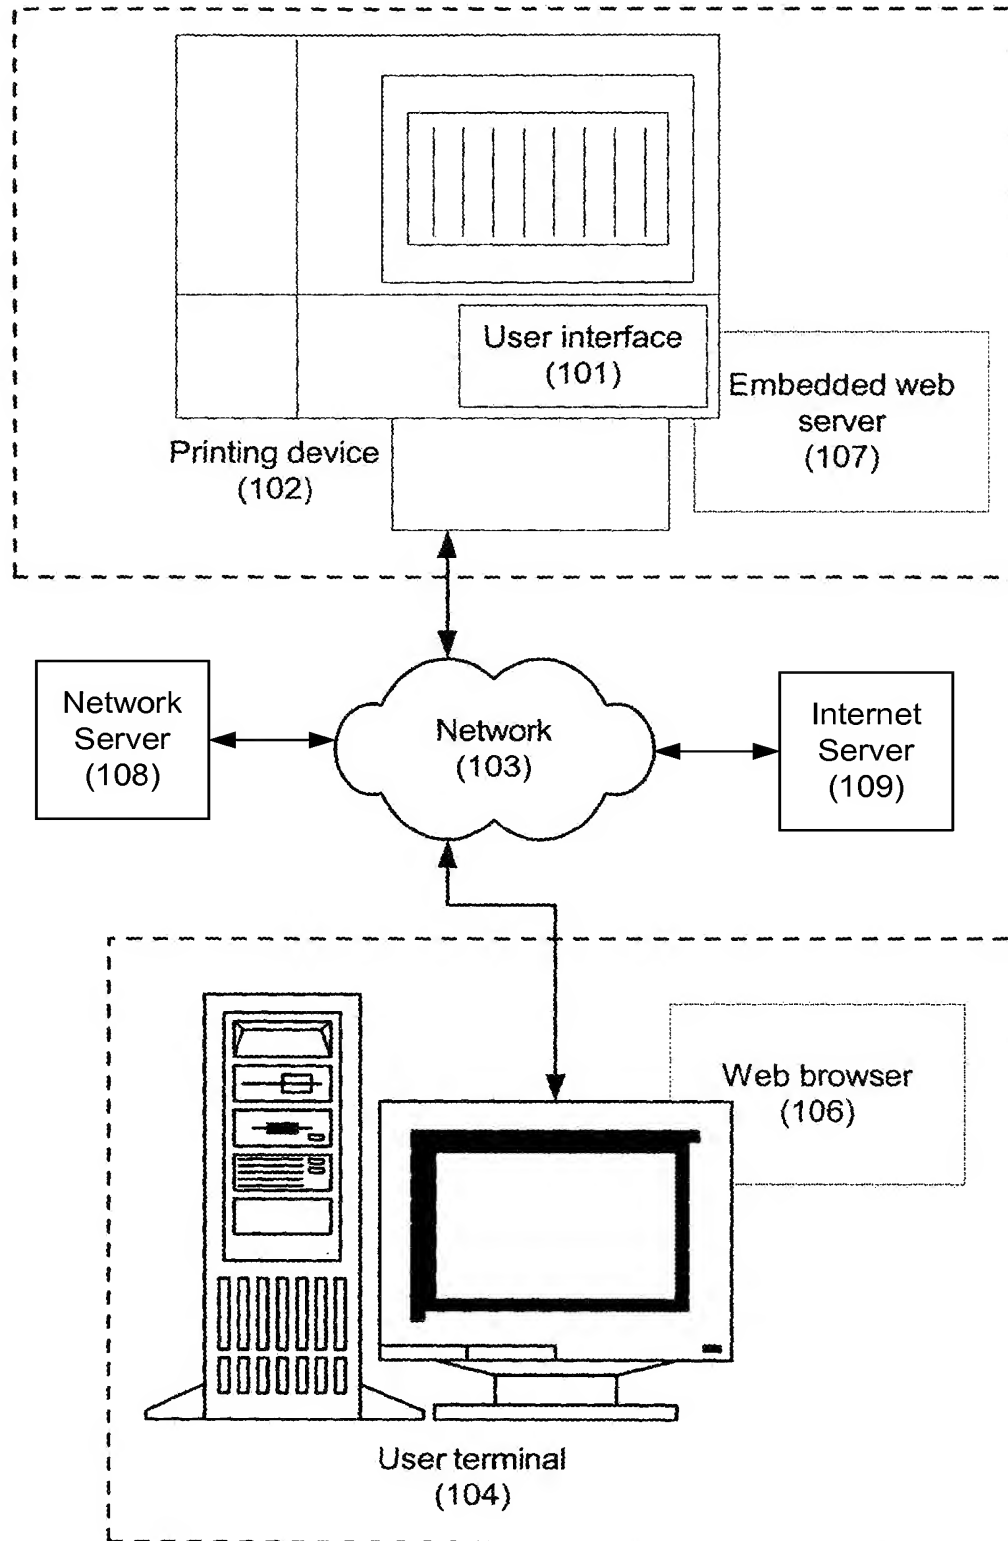 User interface
(101)
Embedded web
server
(107)
Printing device
(102)
Network
Server
(108)
Network
(103)
Internet
Server
(109)
Web browser
(106)
User terminal
(104)